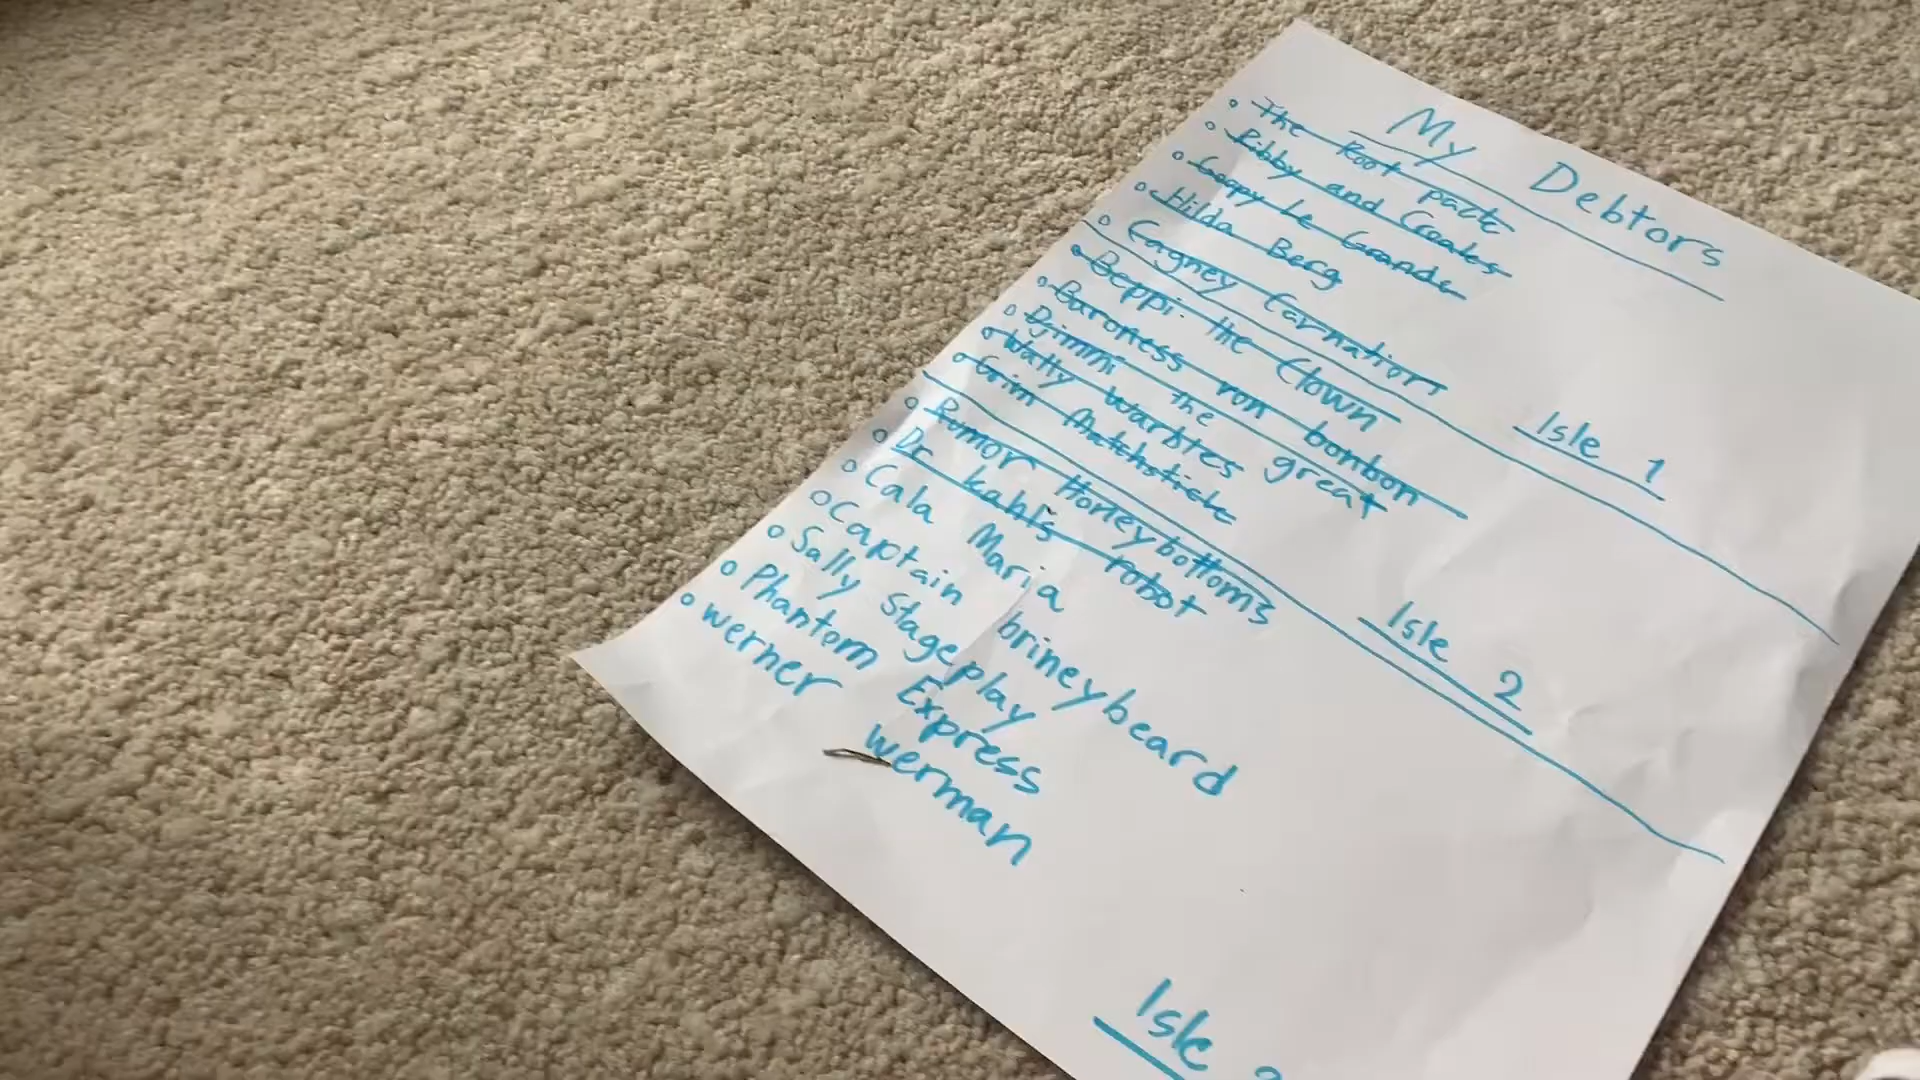 My Debtors
The Root pack
Ribby and Croaks
Goopy le Grande
Hilda Berg
Cagney Carnation
Isle 1
Beppi the Clown
Baroness von bonbon
Djimmi the great
Wally warbles
Grim Matchstick
Isle 2
Rumor Honeybottoms
Dr. kahl's robot
Cala Maria
Captain brineybeard
Sally Stageplay
Phantom Express
werner werman
Isle